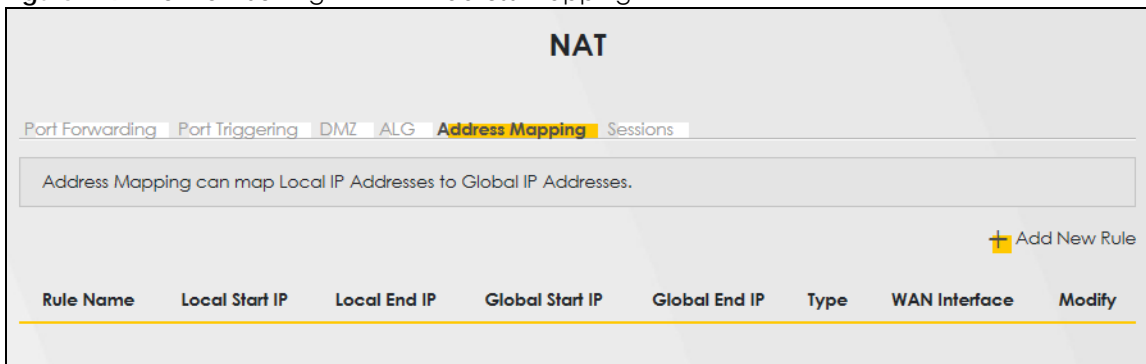 NAT
Port Forwarding Port Triggering DMZ ALG Address Mapping Sessions
Address Mapping can map Local IP Addresses to Global IP Addresses.
+ Add New Rule
Rule Name Local Start IP Local End IP Global Start IP Global End IP Type WAN Interface Modify